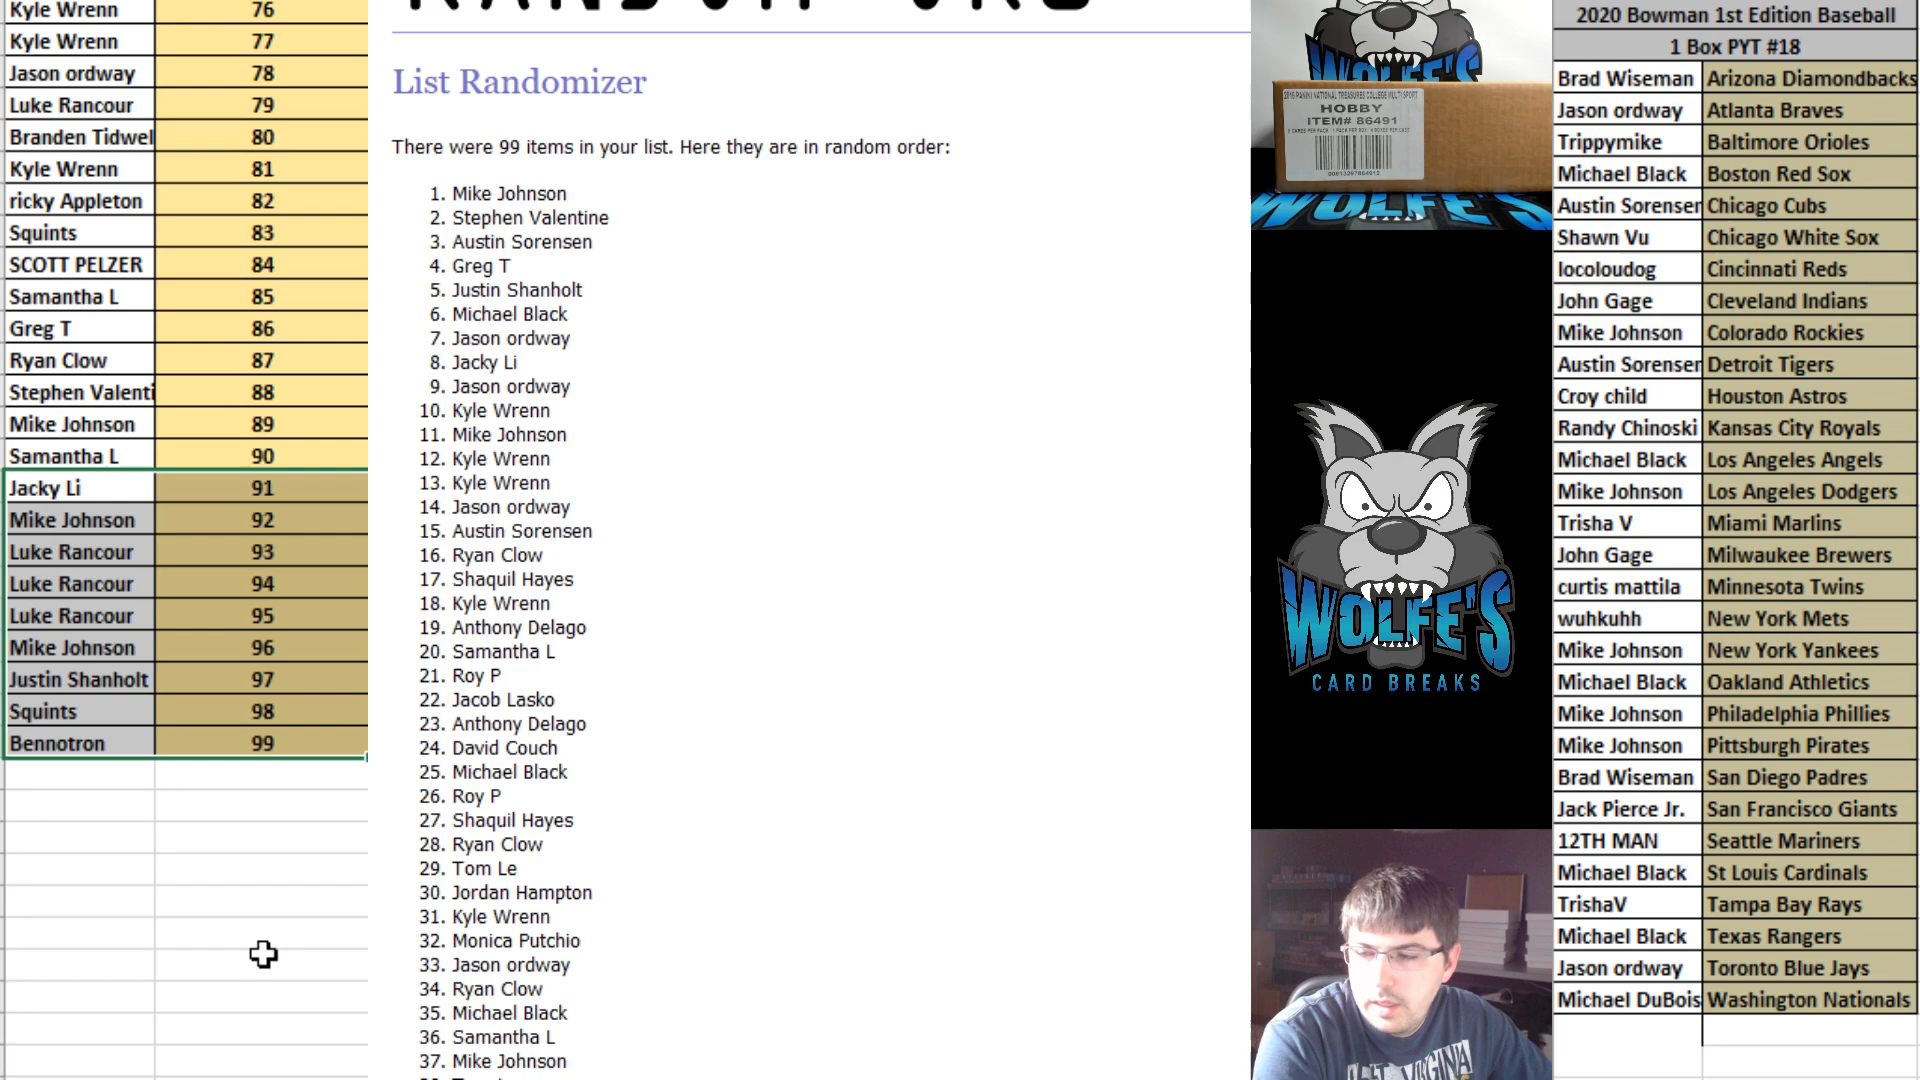 Kyle Wrenn 76
Kyle Wrenn 77
Jason ordway 78
Luke Rancour 79
Branden Tidwel 80
Kyle Wrenn 81
ricky Appleton 82
Squints 83
SCOTT PELZER 84
Samantha L 85
Greg T 86
Ryan Clow 87
Stephen Valenti 88
Mike Johnson 89
Samantha L 90
Jacky Li 91
Mike Johnson 92
Luke Rancour 93
Luke Rancour 94
Luke Rancour 95
Mike Johnson 96
Justin Shanholt 97
Squints 98
Bennotron 99
List Randomizer
There were 99 items in your list. Here they are in random order:
1. Mike Johnson
2. Stephen Valentine
3. Austin Sorensen
4. Greg T
5. Justin Shanholt
6. Michael Black
7. Jason ordway
8. Jacky Li
9. Jason ordway
10. Kyle Wrenn
11. Mike Johnson
12. Kyle Wrenn
13. Kyle Wrenn
14. Jason ordway
15. Austin Sorensen
16. Ryan Clow
17. Shaquil Hayes
18. Kyle Wrenn
19. Anthony Delago
20. Samantha L
21. Roy P
22. Jacob Lasko
23. Anthony Delago
24. David Couch
25. Michael Black
26. Roy P
27. Shaquil Hayes
28. Ryan Clow
29. Tom Le
30. Jordan Hampton
31. Kyle Wrenn
32. Monica Putchio
33. Jason ordway
34. Ryan Clow
35. Michael Black
36. Samantha L
37. Mike Johnson
WOLFE'S
2016 PANINI NATIONAL TREASURES COLLEGE MULTI SPORT
HOBBY
ITEM# 86491
WOLFE'S
WOLFE'S
CARD BREAKS
2020 Bowman 1st Edition Baseball
1 Box PYT #18
Brad Wiseman Arizona Diamondbacks
Jason ordway Atlanta Braves
Trippymike Baltimore Orioles
Michael Black Boston Red Sox
Austin Sorenser Chicago Cubs
Shawn Vu Chicago White Sox
locoloudog Cincinnati Reds
John Gage Cleveland Indians
Mike Johnson Colorado Rockies
Austin Sorenser Detroit Tigers
Croy child Houston Astros
Randy Chinoski Kansas City Royals
Michael Black Los Angeles Angels
Mike Johnson Los Angeles Dodgers
Trisha V Miami Marlins
John Gage Milwaukee Brewers
curtis mattila Minnesota Twins
wuhkuhh New York Mets
Mike Johnson New York Yankees
Michael Black Oakland Athletics
Mike Johnson Philadelphia Phillies
Mike Johnson Pittsburgh Pirates
Brad Wiseman San Diego Padres
Jack Pierce Jr. San Francisco Giants
12TH MAN Seattle Mariners
Michael Black St Louis Cardinals
TrishaV Tampa Bay Rays
Michael Black Texas Rangers
Jason ordway Toronto Blue Jays
Michael DuBois Washington Nationals